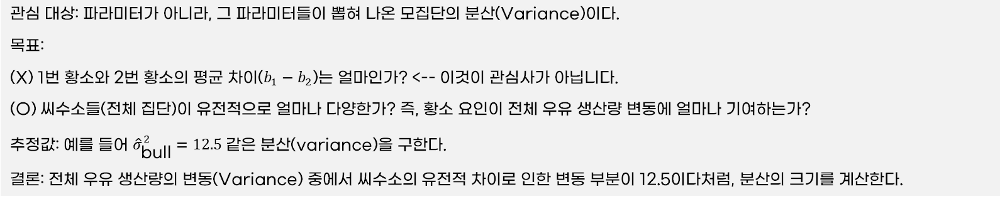 관심 대상: 파라미터가 아니라, 그 파라미터들이 뽑혀 나온 모집단의 분산(Variance)이다.
목표:
(X) 1번 황소와 2번 황소의 평균 차이(b₁ − b₂)는 얼마인가? <-- 이것이 관심사가 아닙니다.
(O) 씨수소들(전체 집단)이 유전적으로 얼마나 다양한가? 즉, 황소 요인이 전체 우유 생산량 변동에 얼마나 기여하는가?
추정값: 예를 들어 σ̂²bull = 12.5 같은 분산(variance)을 구한다.
결론: 전체 우유 생산량의 변동(Variance) 중에서 씨수소의 유전적 차이로 인한 변동 부분이 12.5이다처럼, 분산의 크기를 계산한다.